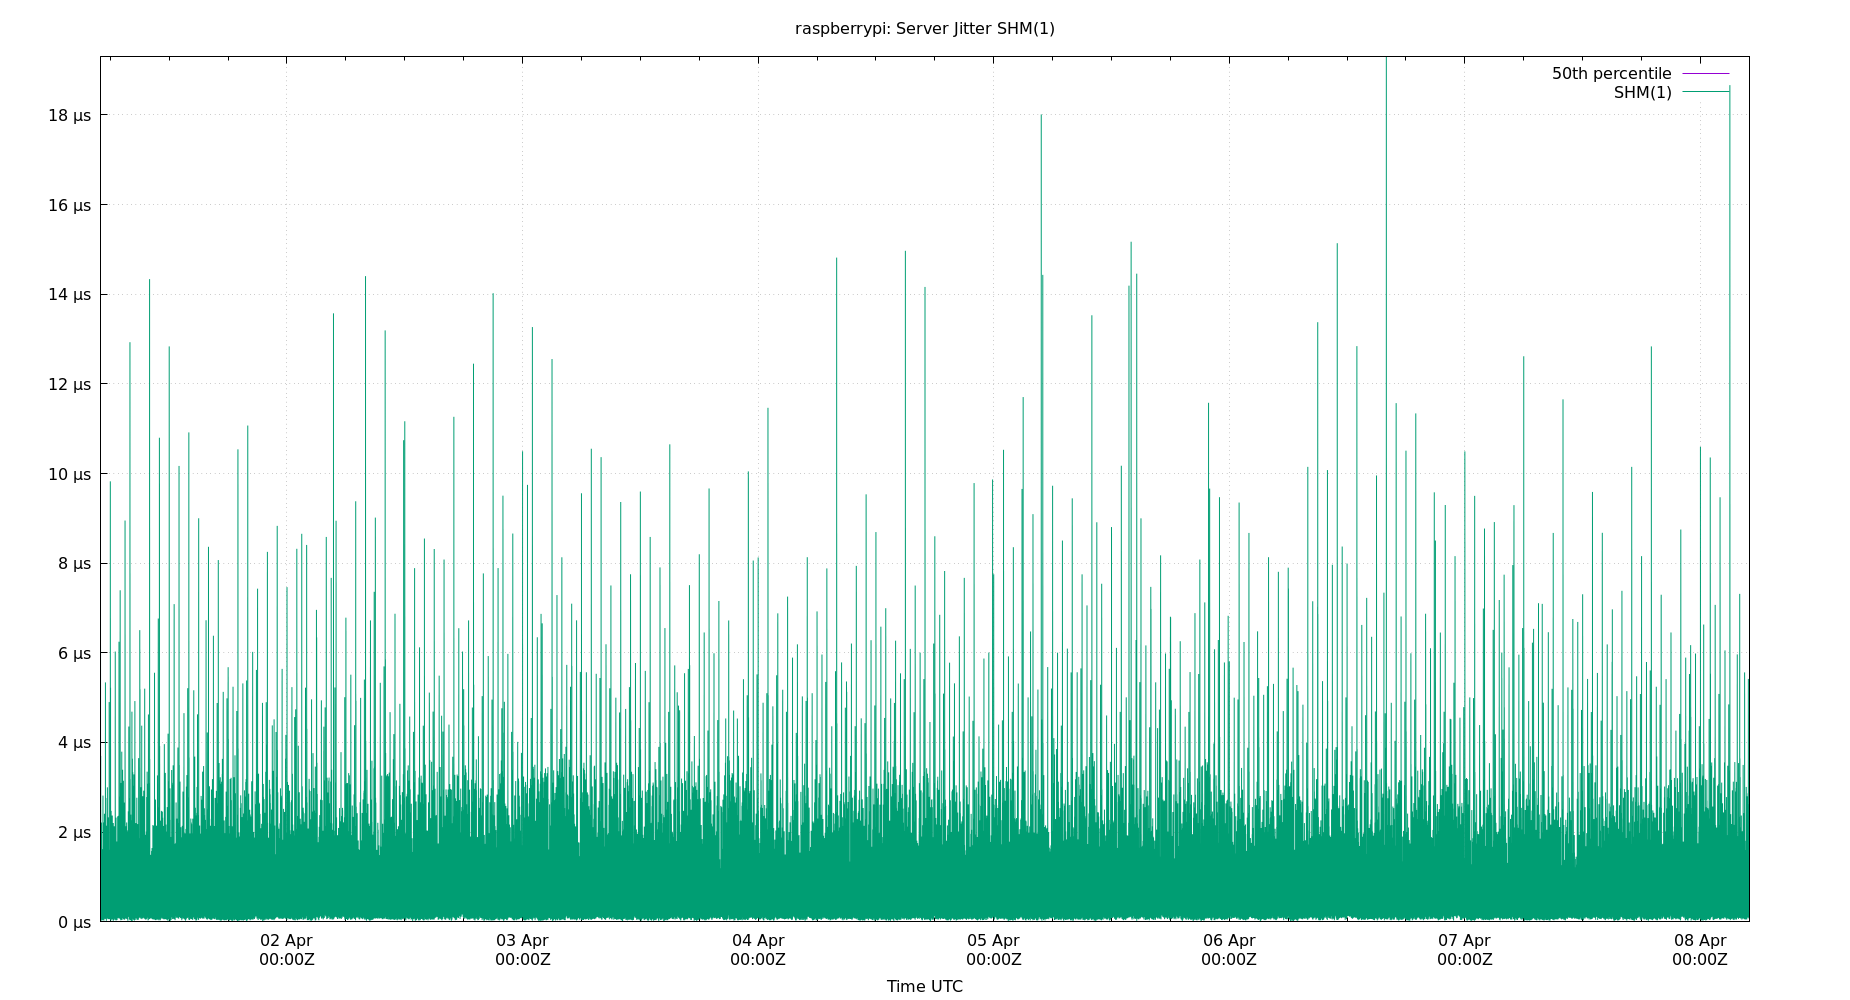 raspberrypi: Server Jitter SHM(1)
50th percentile
SHM(1)
18 µs
16 µs
14 µs
12 µs
10 µs
8 µs
6 µs
4 µs
2 µs
0 µs
02 Apr 03 Apr 04 Apr 05 Apr 06 Apr 07 Apr 08 Apr
00:00Z 00:00Z 00:00Z 00:00Z 00:00Z 00:00Z 00:00Z
Time UTC